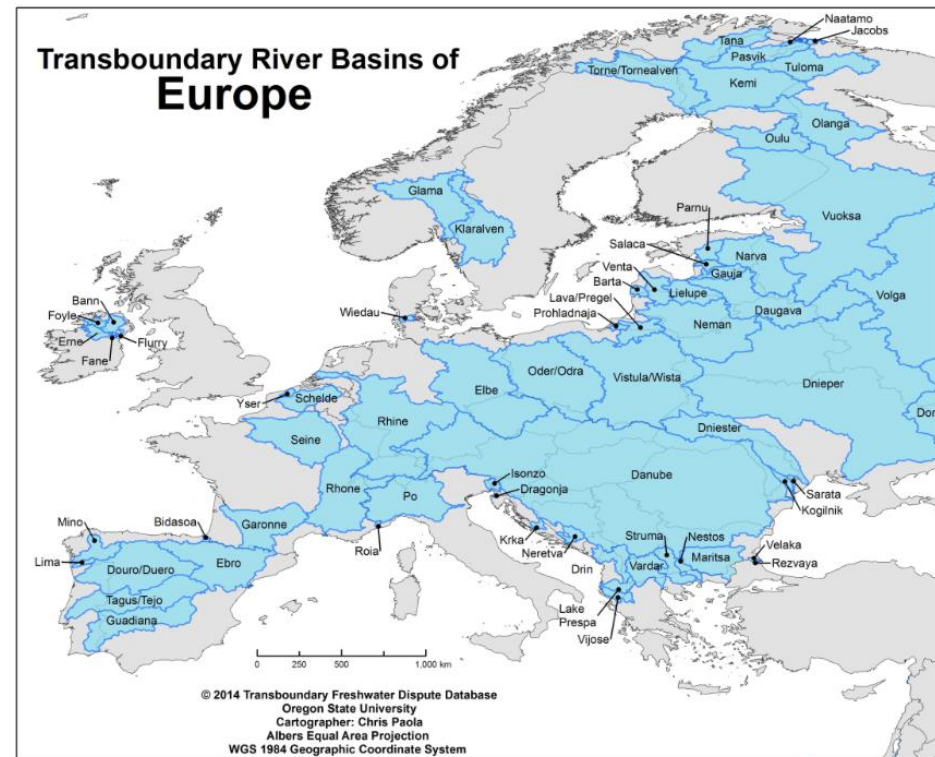 Transboundary River Basins of
Europe
Naatamo
Jacobs
Tana
Pasvik
Tuloma
Torne/Tornealven
Kemi
Olanga
Oulu
Glama
Klaralven
Vuoksa
Parnu
Salaca
Narva
Gauja
Venta
Barta
Lielupe
Volga
Lava/Pregel
Daugava
Prohladnaja
Neman
Wiedau
Bann
Foyle
Erne
Flurry
Fane
Yser
Schelde
Elbe
Oder/Odra
Vistula/Wista
Dnieper
Don
Rhine
Dniester
Seine
Danube
Isonzo
Dragonja
Sarata
Kogilnik
Rhone
Po
Mino
Bidasoa
Garonne
Roia
Krka
Neretva
Struma
Nestos
Velaka
Rezvaya
Lima
Douro/Duero
Ebro
Drin
Vardar
Maritsa
Tagus/Tejo
Guadiana
Lake
Prespa
Vijose
0 250 500 1,000 km
© 2014 Transboundary Freshwater Dispute Database
Oregon State University
Cartographer: Chris Paola
Albers Equal Area Projection
WGS 1984 Geographic Coordinate System